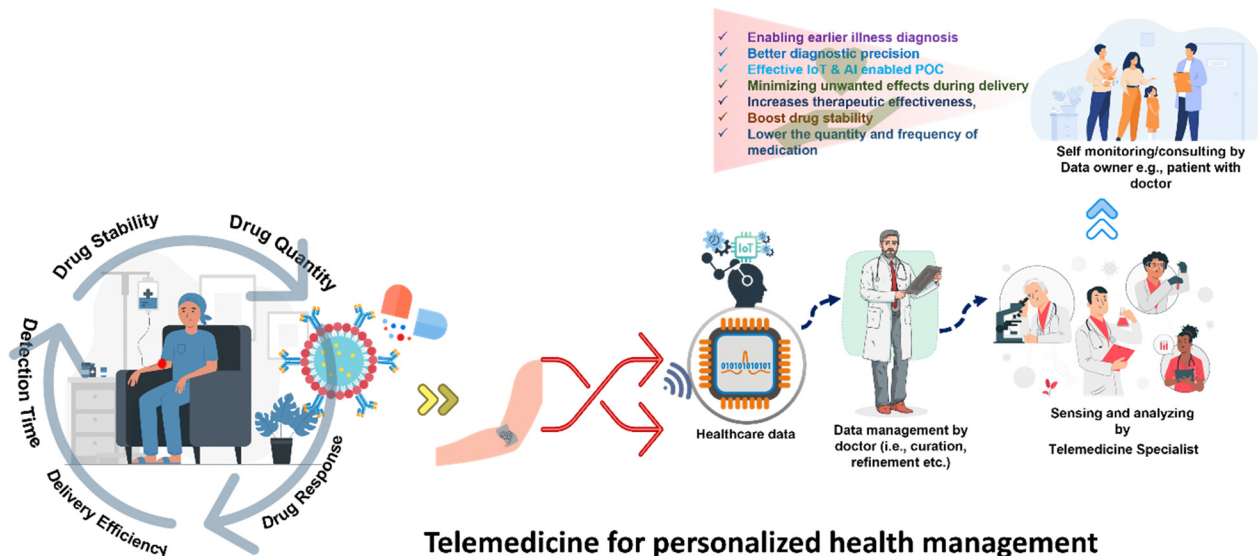 Enabling earlier illness diagnosis
Better diagnostic precision
Effective IoT & AI enabled POC
Minimizing unwanted effects during delivery
Increases therapeutic effectiveness,
Boost drug stability
Lower the quantity and frequency of
medication
Self monitoring/consulting by
Data owner e.g., patient with
doctor
Drug Stability
Drug Quantity
Detection Time
Delivery Efficiency
Drug Response
IoT
010101010101
Healthcare data
Data management by
doctor (i.e., curation,
refinement etc.)
Sensing and analyzing
by
Telemedicine Specialist
Telemedicine for personalized health management